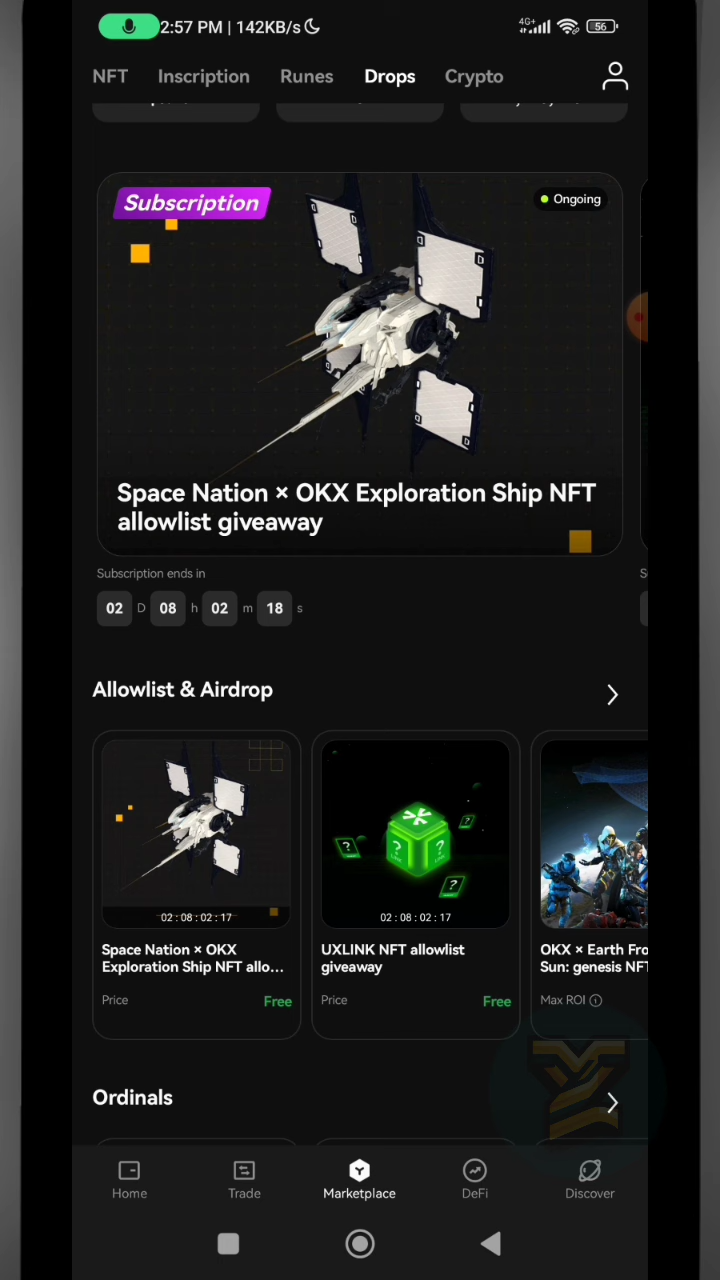 2:57 PM | 142KB/s
4G+
56
NFT Inscription Runes Drops Crypto
Subscription
Ongoing
Space Nation × OKX Exploration Ship NFT
allowlist giveaway
Subscription ends in
02 D 08 h 02 m 18 s
Allowlist & Airdrop
02 : 08 : 02 : 17
Space Nation × OKX
Exploration Ship NFT allo...
Price Free
02 : 08 : 02 : 17
UXLINK NFT allowlist
giveaway
Price Free
OKX × Earth Fro
Sun: genesis NFT
Max ROI
Ordinals
Home Trade Marketplace DeFi Discover